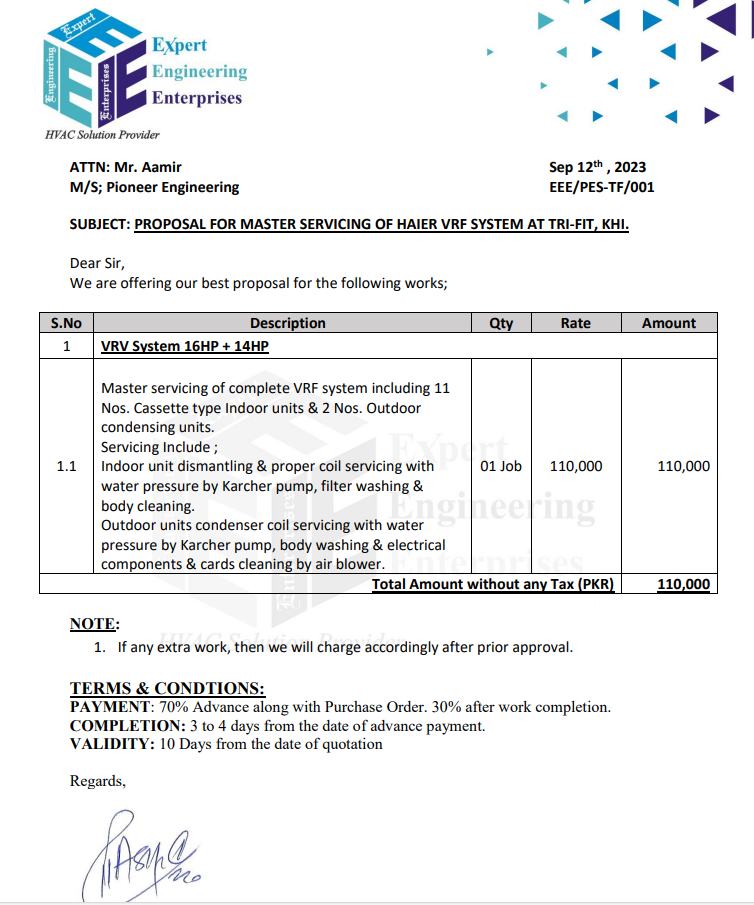 Expert
Engineering
Enterprises
Expert
Engineering
Enterprises
HVAC Solution Provider
ATTN: Mr. Aamir
Sep 12th , 2023
M/S; Pioneer Engineering
EEE/PES-TF/001
SUBJECT: PROPOSAL FOR MASTER SERVICING OF HAIER VRF SYSTEM AT TRI-FIT, KHI.
Dear Sir,
We are offering our best proposal for the following works;
S.No Description Qty Rate Amount
1 VRV System 16HP + 14HP
Master servicing of complete VRF system including 11
Nos. Cassette type Indoor units & 2 Nos. Outdoor
condensing units.
Servicing Include ;
1.1 Indoor unit dismantling & proper coil servicing with 01 Job 110,000 110,000
water pressure by Karcher pump, filter washing &
body cleaning.
Outdoor units condenser coil servicing with water
pressure by Karcher pump, body washing & electrical
components & cards cleaning by air blower.
Total Amount without any Tax (PKR) 110,000
Expert
Engineering
Enterprises
HVAC Solution Provider
NOTE:
1. If any extra work, then we will charge accordingly after prior approval.
TERMS & CONDTIONS:
PAYMENT: 70% Advance along with Purchase Order. 30% after work completion.
COMPLETION: 3 to 4 days from the date of advance payment.
VALIDITY: 10 Days from the date of quotation
Regards,